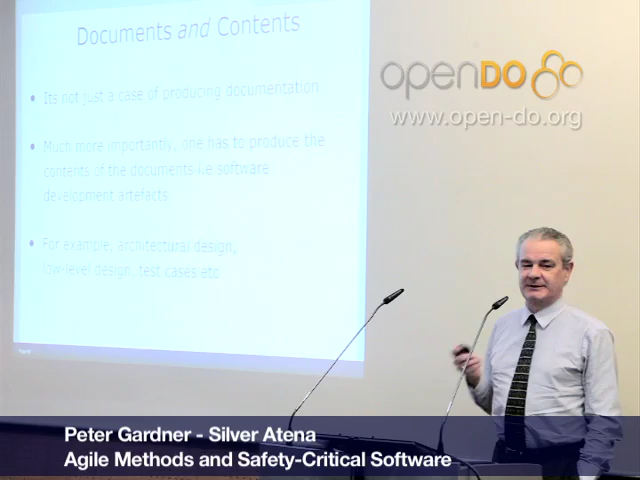 Documents and Contents
Its not just a case of producing documentation
Much more importantly, one has to produce the
contents of the documents i.e software
development artefacts
For example, architectural design,
low-level design, test cases etc
openDO
www.open-do.org
Peter Gardner - Silver Atena
Agile Methods and Safety-Critical Software